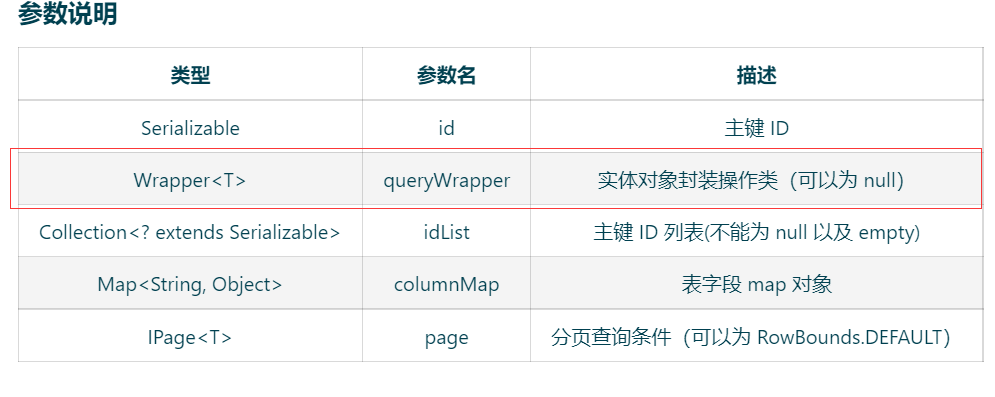 参数说明
类型 参数名 描述
Serializable id 主键 ID
Wrapper<T> queryWrapper 实体对象封装操作类（可以为 null）
Collection<? extends Serializable> idList 主键 ID 列表(不能为 null 以及 empty)
Map<String, Object> columnMap 表字段 map 对象
IPage<T> page 分页查询条件（可以为 RowBounds.DEFAULT）